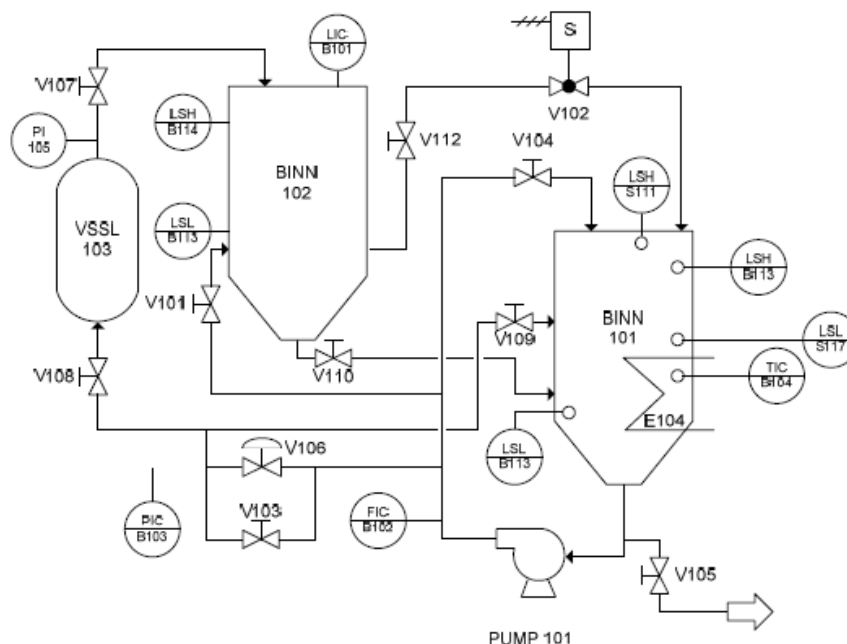 LIC
B101
S
V107
LSH
B114
V102
PI
105
V112
V104
BINN
102
LSH
S111
VSSL
103
LSL
B113
LSH
B113
V101
BINN
101
V109
LSL
S117
V108
V110
TIC
B104
E104
V106
LSL
B113
V103
PIC
B103
FIC
B102
V105
PUMP 101